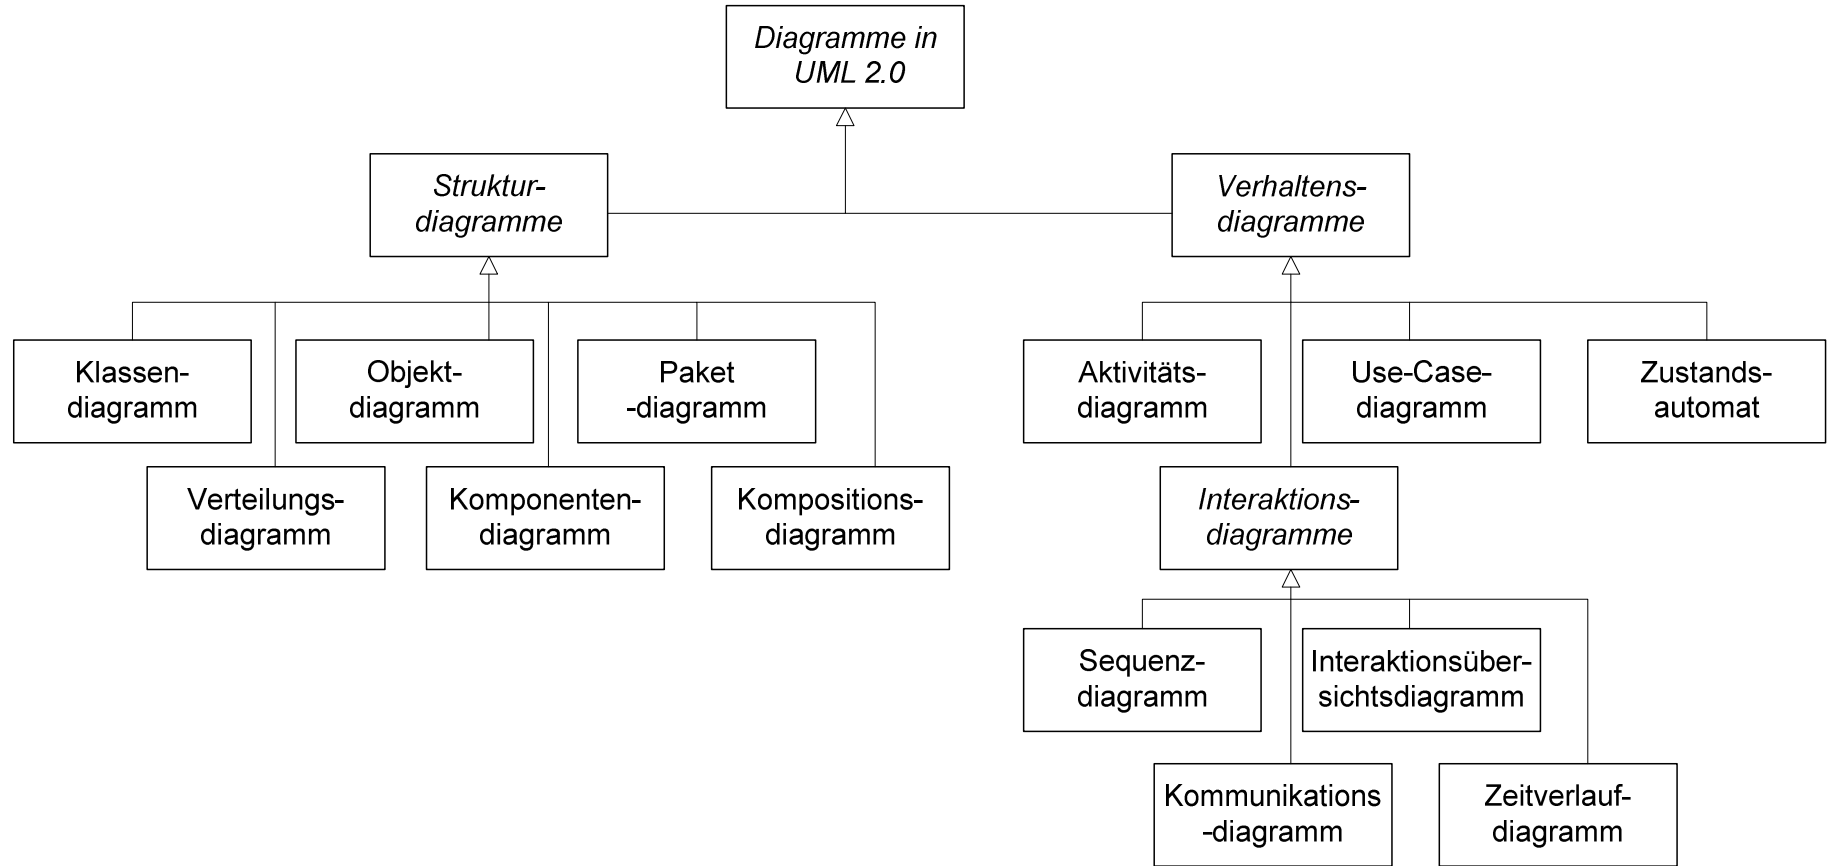 Diagramme in
UML 2.0
Struktur-
diagramme
Verhaltens-
diagramme
Klassen-
diagramm
Objekt-
diagramm
Paket
-diagramm
Aktivitäts-
diagramm
Use-Case-
diagramm
Zustands-
automat
Verteilungs-
diagramm
Komponenten-
diagramm
Kompositions-
diagramm
Interaktions-
diagramme
Sequenz-
diagramm
Interaktionsüber-
sichtsdiagramm
Kommunikations
-diagramm
Zeitverlauf-
diagramm